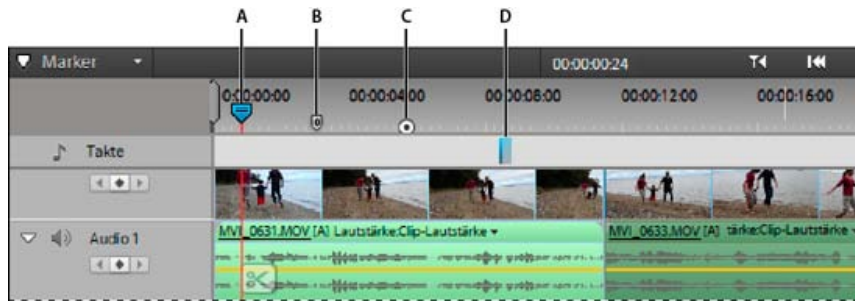 A B C D
Marker 00:00:00:24
0:00:00:00 00:00:04:00 00:00:08:00 00:00:12:00 00:00:16:00
0
Takte
Audio 1
MVI_0631.MOV [A] Lautstärke:Clip-Lautstärke
MVI_0633.MOV [A] tärke:Clip-Lautstärke